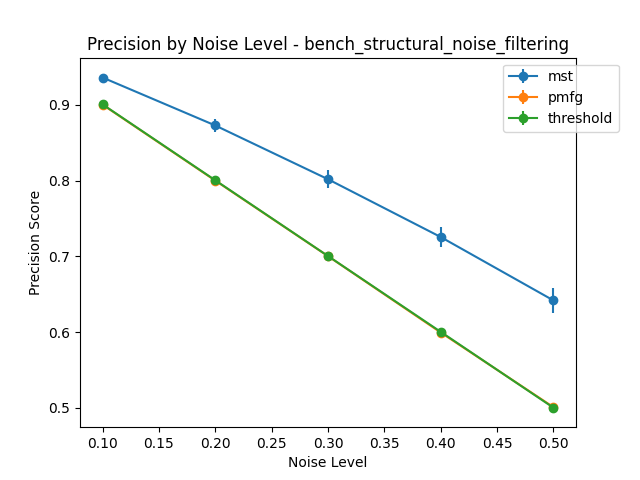 Precision by Noise Level - bench_structural_noise_filtering
mst
pmfg
threshold
Precision Score
0.9
0.8
0.7
0.6
0.5
0.10
0.15
0.20
0.25
0.30
0.35
0.40
0.45
0.50
Noise Level